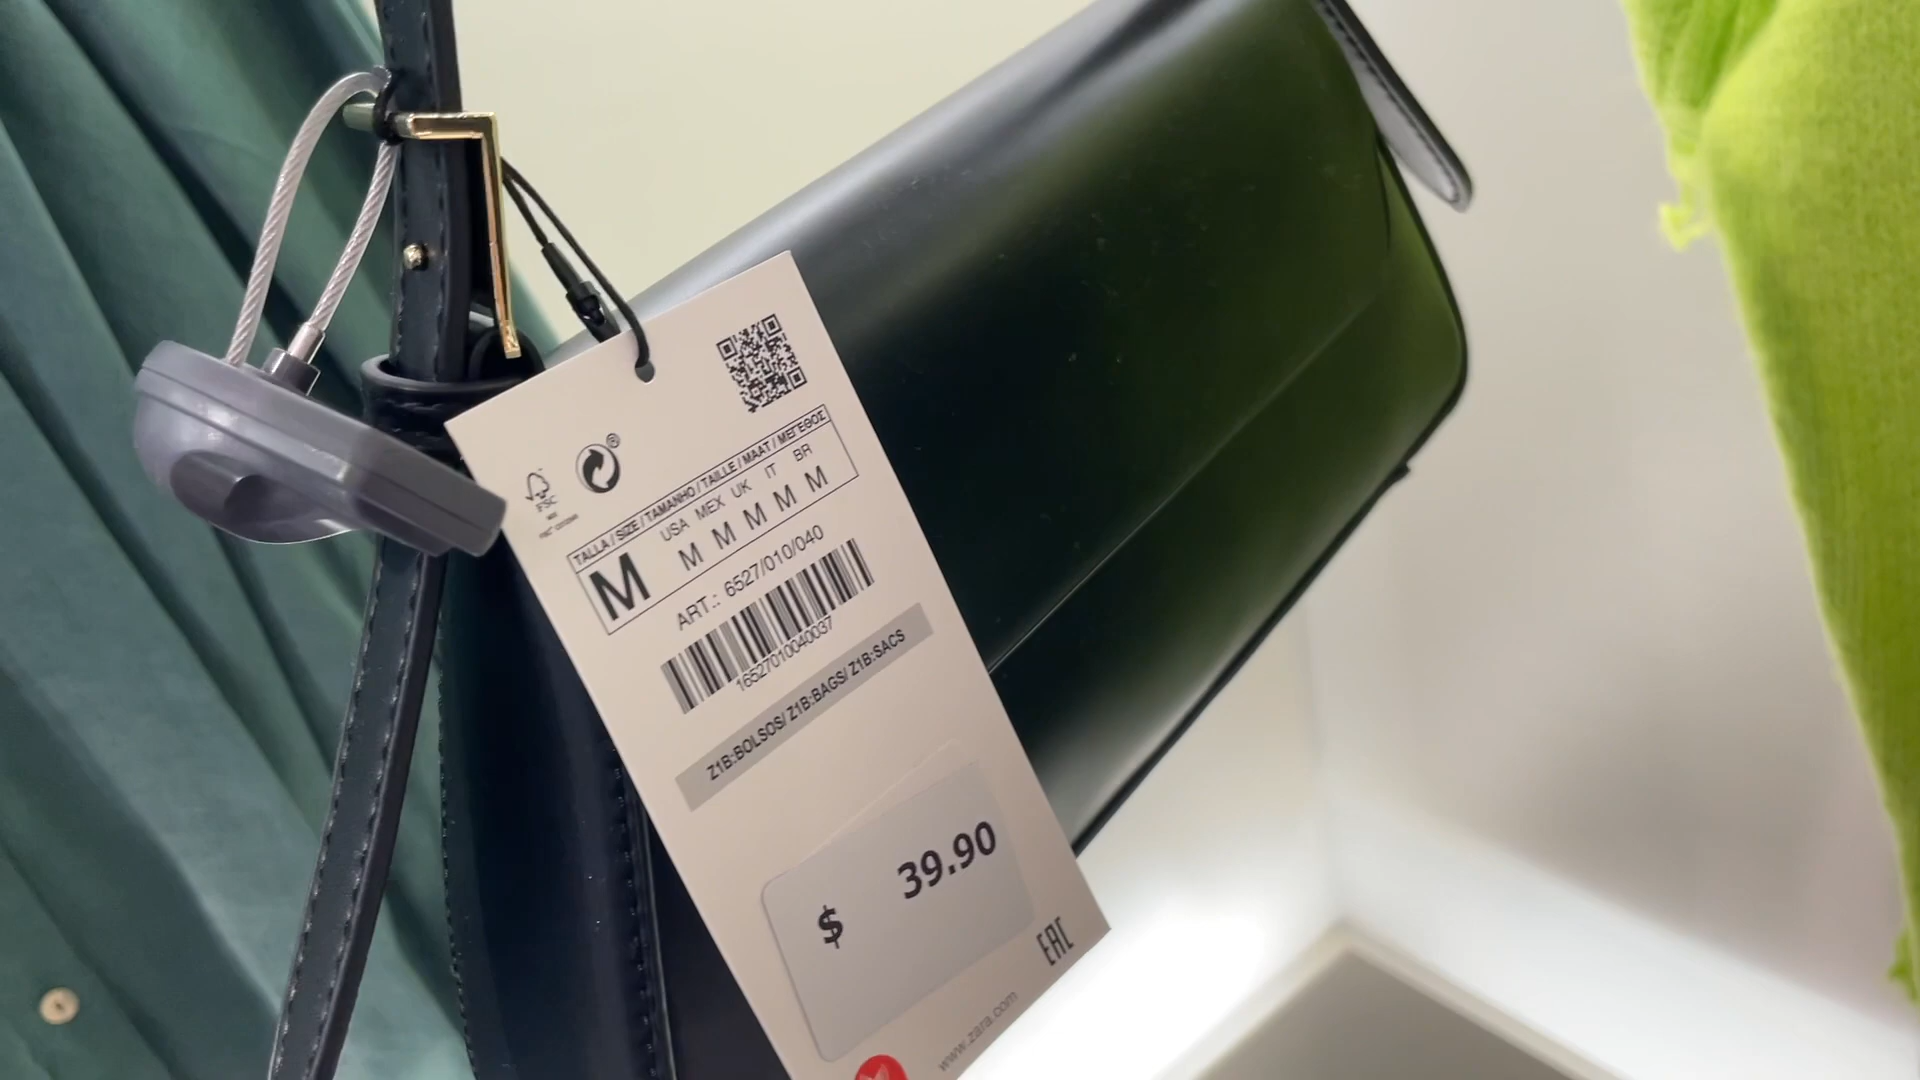 ®
FSC
TALLA / SIZE / TAMANHO / TAILLE / MAAT / ΜΕΓΕΘΟΣ
USA MEX UK IT BR
M M M M M M
ART.: 6527/010/040
16527010040037
Z1B:BOLSOS/ Z1B:BAGS/ Z1B:SACS
$ 39.90
EAC
www.zara.com